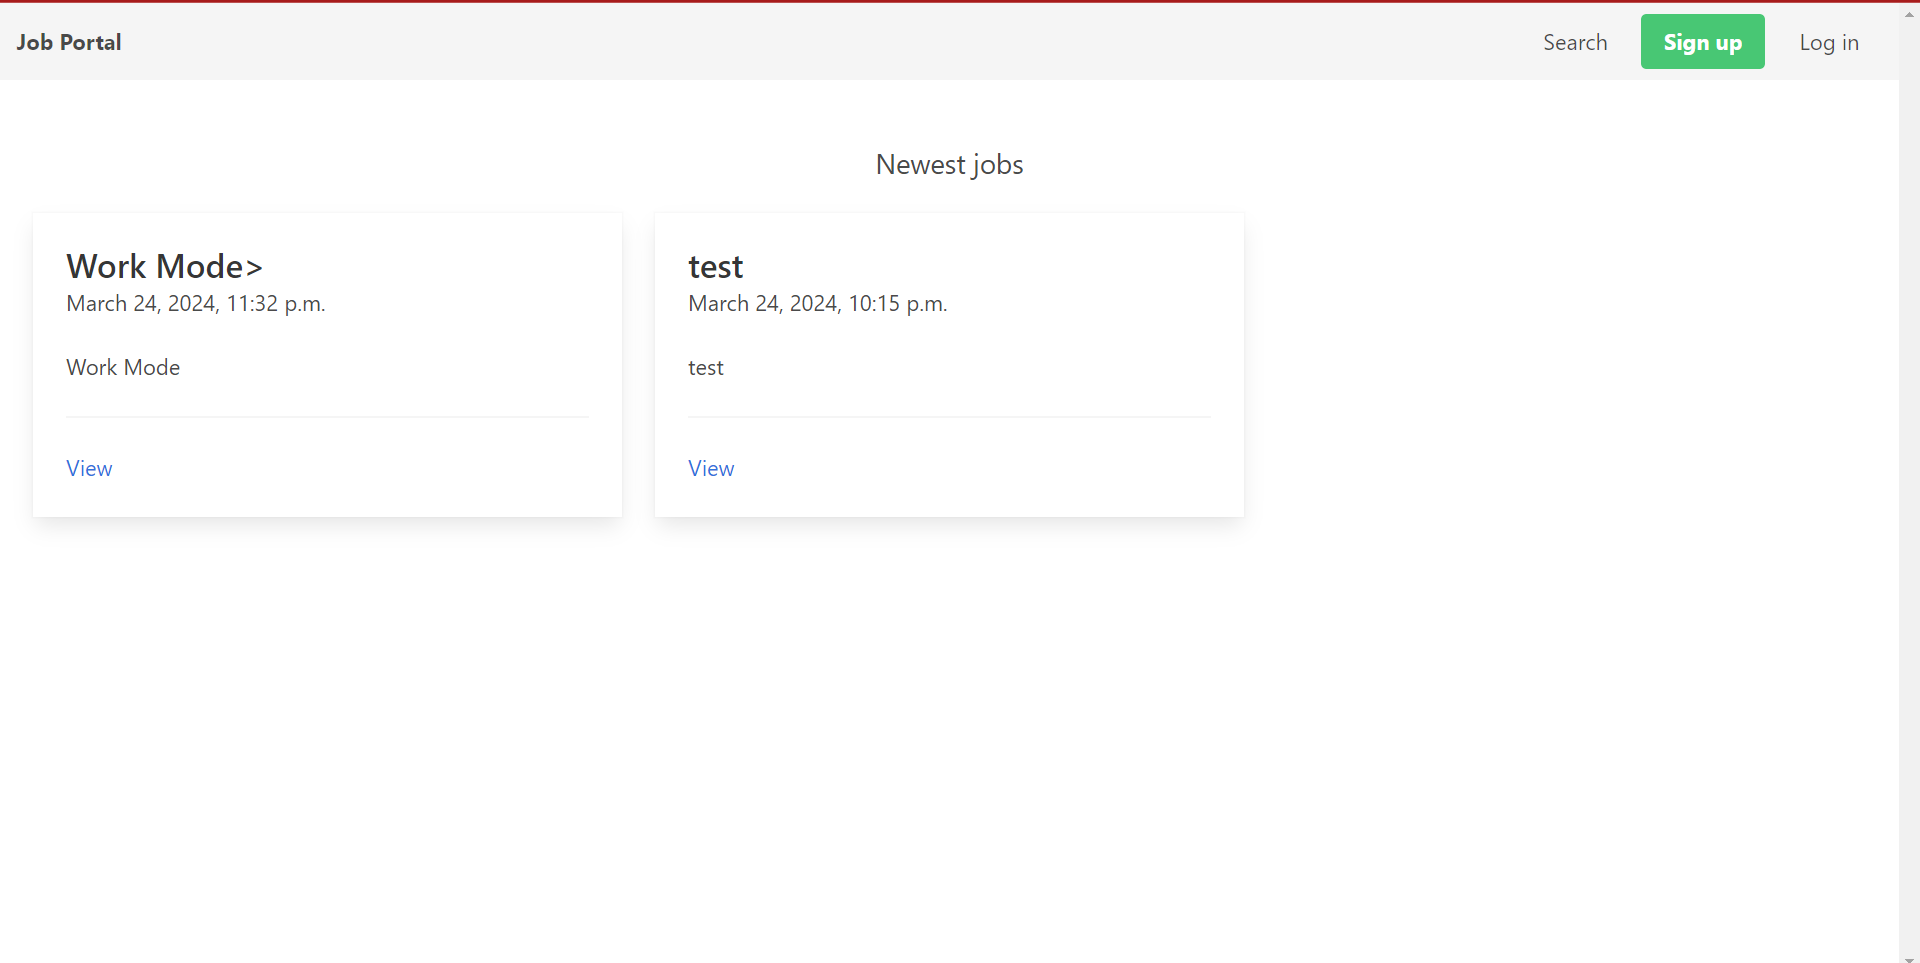 Job Portal
Search
Sign up
Log in
Newest jobs
Work Mode>
March 24, 2024, 11:32 p.m.
Work Mode
View
test
March 24, 2024, 10:15 p.m.
test
View